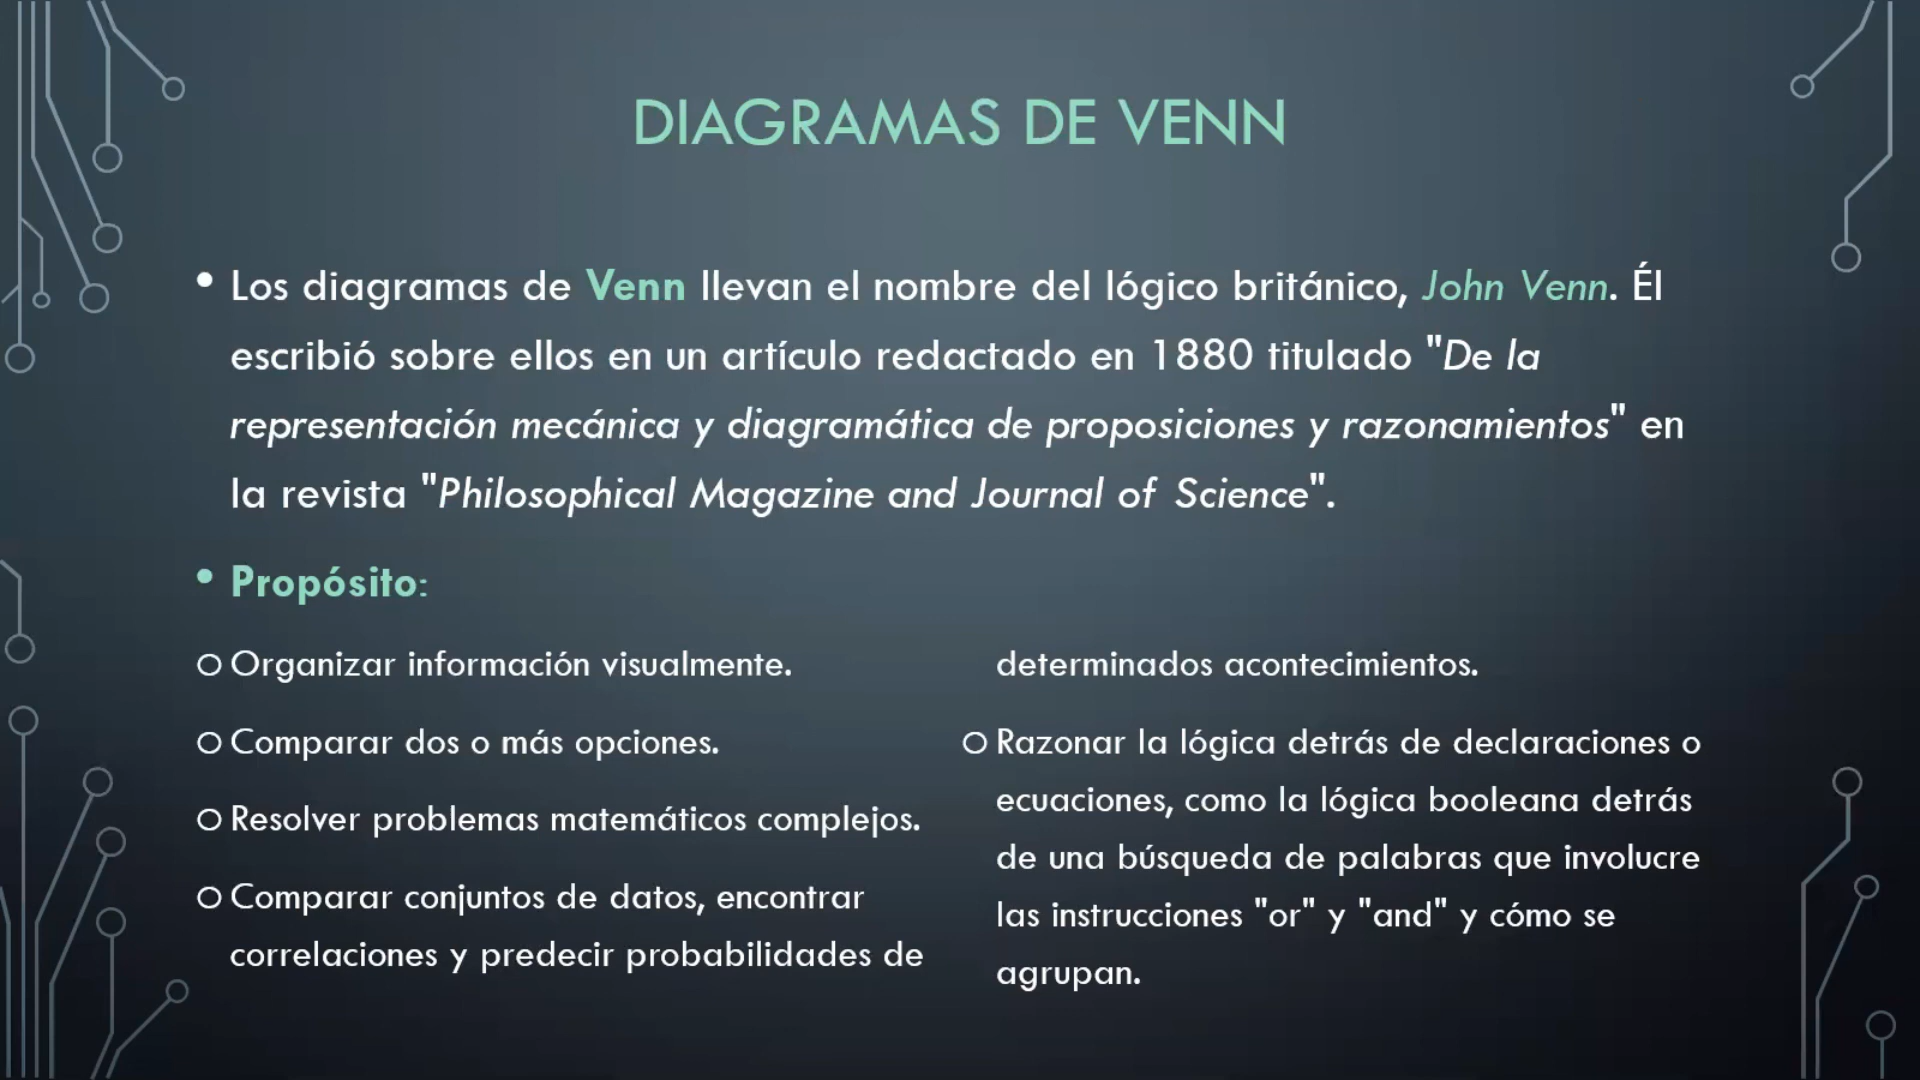 DIAGRAMAS DE VENN
• Los diagramas de Venn llevan el nombre del lógico británico, John Venn. Él
escribió sobre ellos en un artículo redactado en 1880 titulado "De la
representación mecánica y diagramática de proposiciones y razonamientos" en
la revista "Philosophical Magazine and Journal of Science".
• Propósito:
o Organizar información visualmente.
o Comparar dos o más opciones.
o Resolver problemas matemáticos complejos.
o Comparar conjuntos de datos, encontrar
correlaciones y predecir probabilidades de
determinados acontecimientos.
o Razonar la lógica detrás de declaraciones o
ecuaciones, como la lógica booleana detrás
de una búsqueda de palabras que involucre
las instrucciones "or" y "and" y cómo se
agrupan.